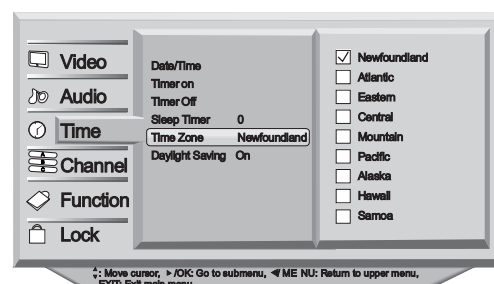 Video
Audio
Time
Channel
Function
Lock
Date/Time
Timer on
Timer Off
Sleep Timer 0
Time Zone Newfoundland
Daylight Saving On
Newfoundland
Atlantic
Eastern
Central
Mountain
Pacific
Alaska
Hawaii
Samoa
: Move cursor, ►/OK: Go to submenu, ◄/ME NU: Return to upper menu,
EXIT: Exit main menu